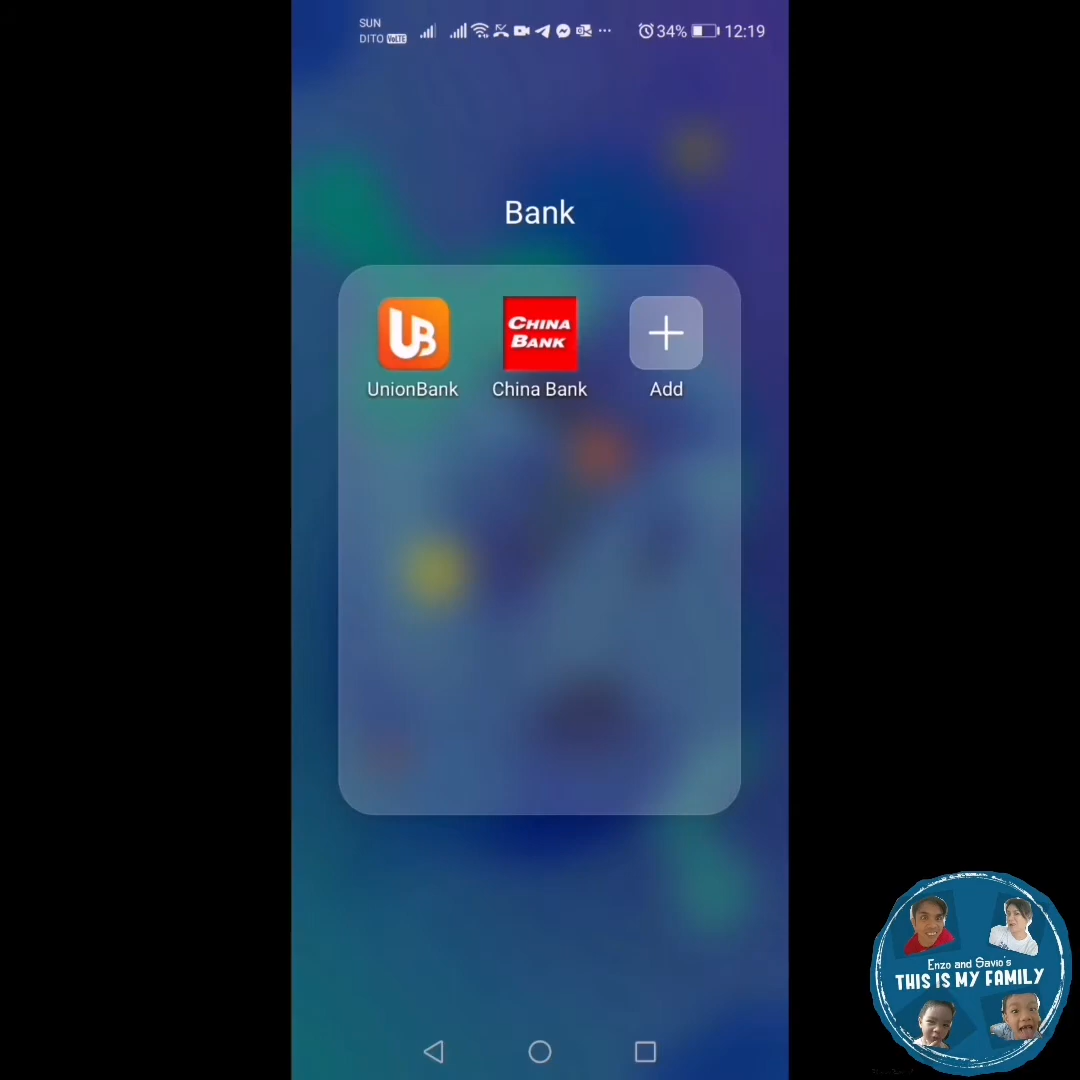 SUN
DITO VoLTE
34% 12:19
Bank
UB
CHINA
BANK
UnionBank
China Bank
Add
Enzo and Savio's
THIS IS MY FAMILY